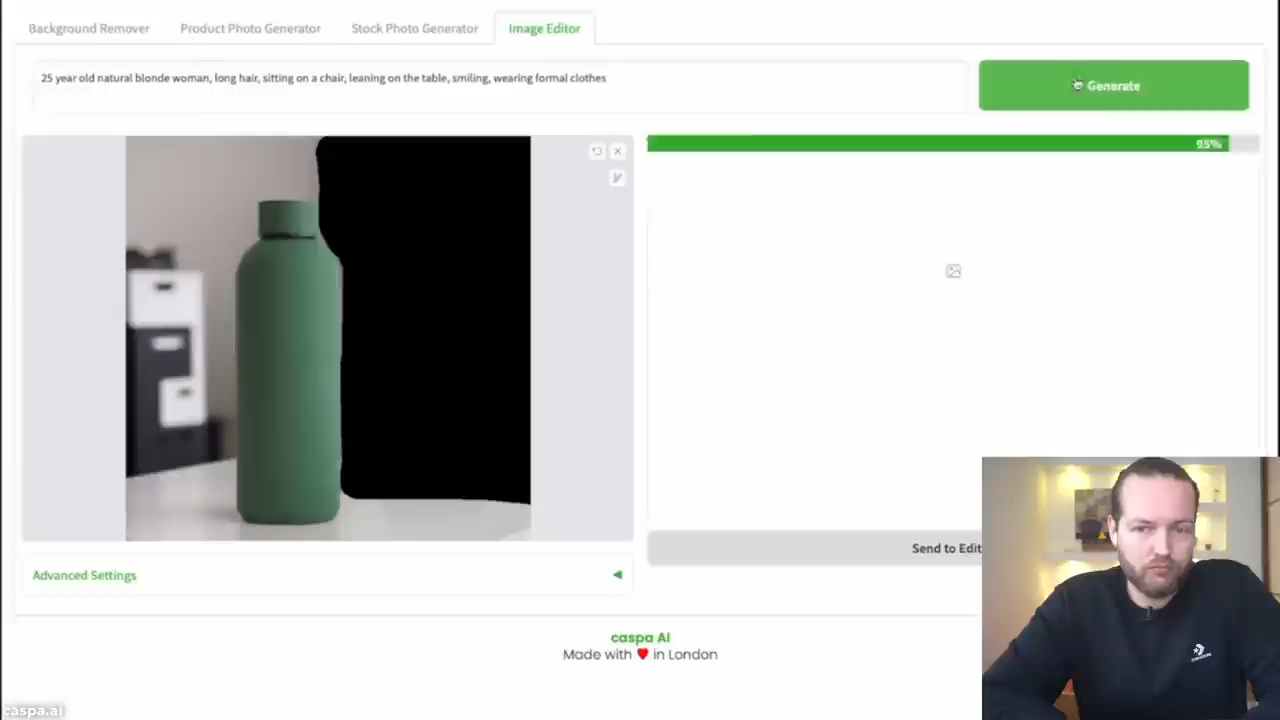 Background Remover
Product Photo Generator
Stock Photo Generator
Image Editor
25 year old natural blonde woman, long hair, sitting on a chair, leaning on the table, smiling, wearing formal clothes
Generate
95%
Send to Edit
Advanced Settings
caspa AI
Made with ❤ in London
caspa.ai